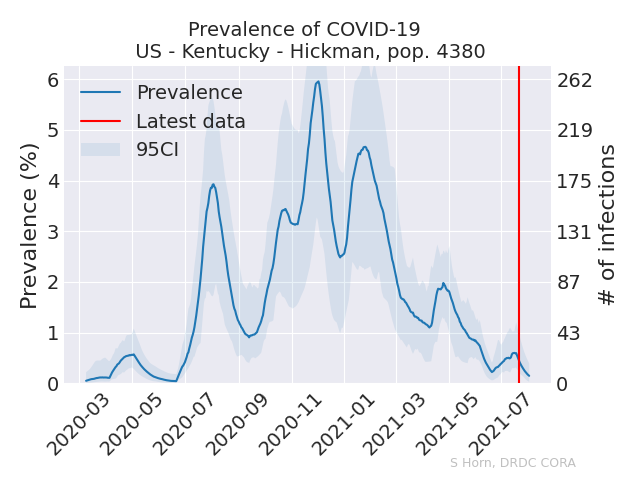 Prevalence of COVID-19
US - Kentucky - Hickman, pop. 4380
Prevalence (%)
6
5
4
3
2
1
0
Prevalence
Latest data
95CI
262
219
175
131
87
43
0
# of infections
2020-03
2020-05
2020-07
2020-09
2020-11
2021-01
2021-03
2021-05
2021-07
S Horn, DRDC CORA